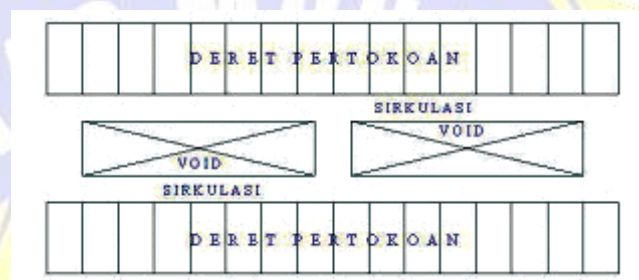 DERET PERTOKOAN
SIRKULASI
VOID
VOID
SIRKULASI
DERET PERTOKOAN